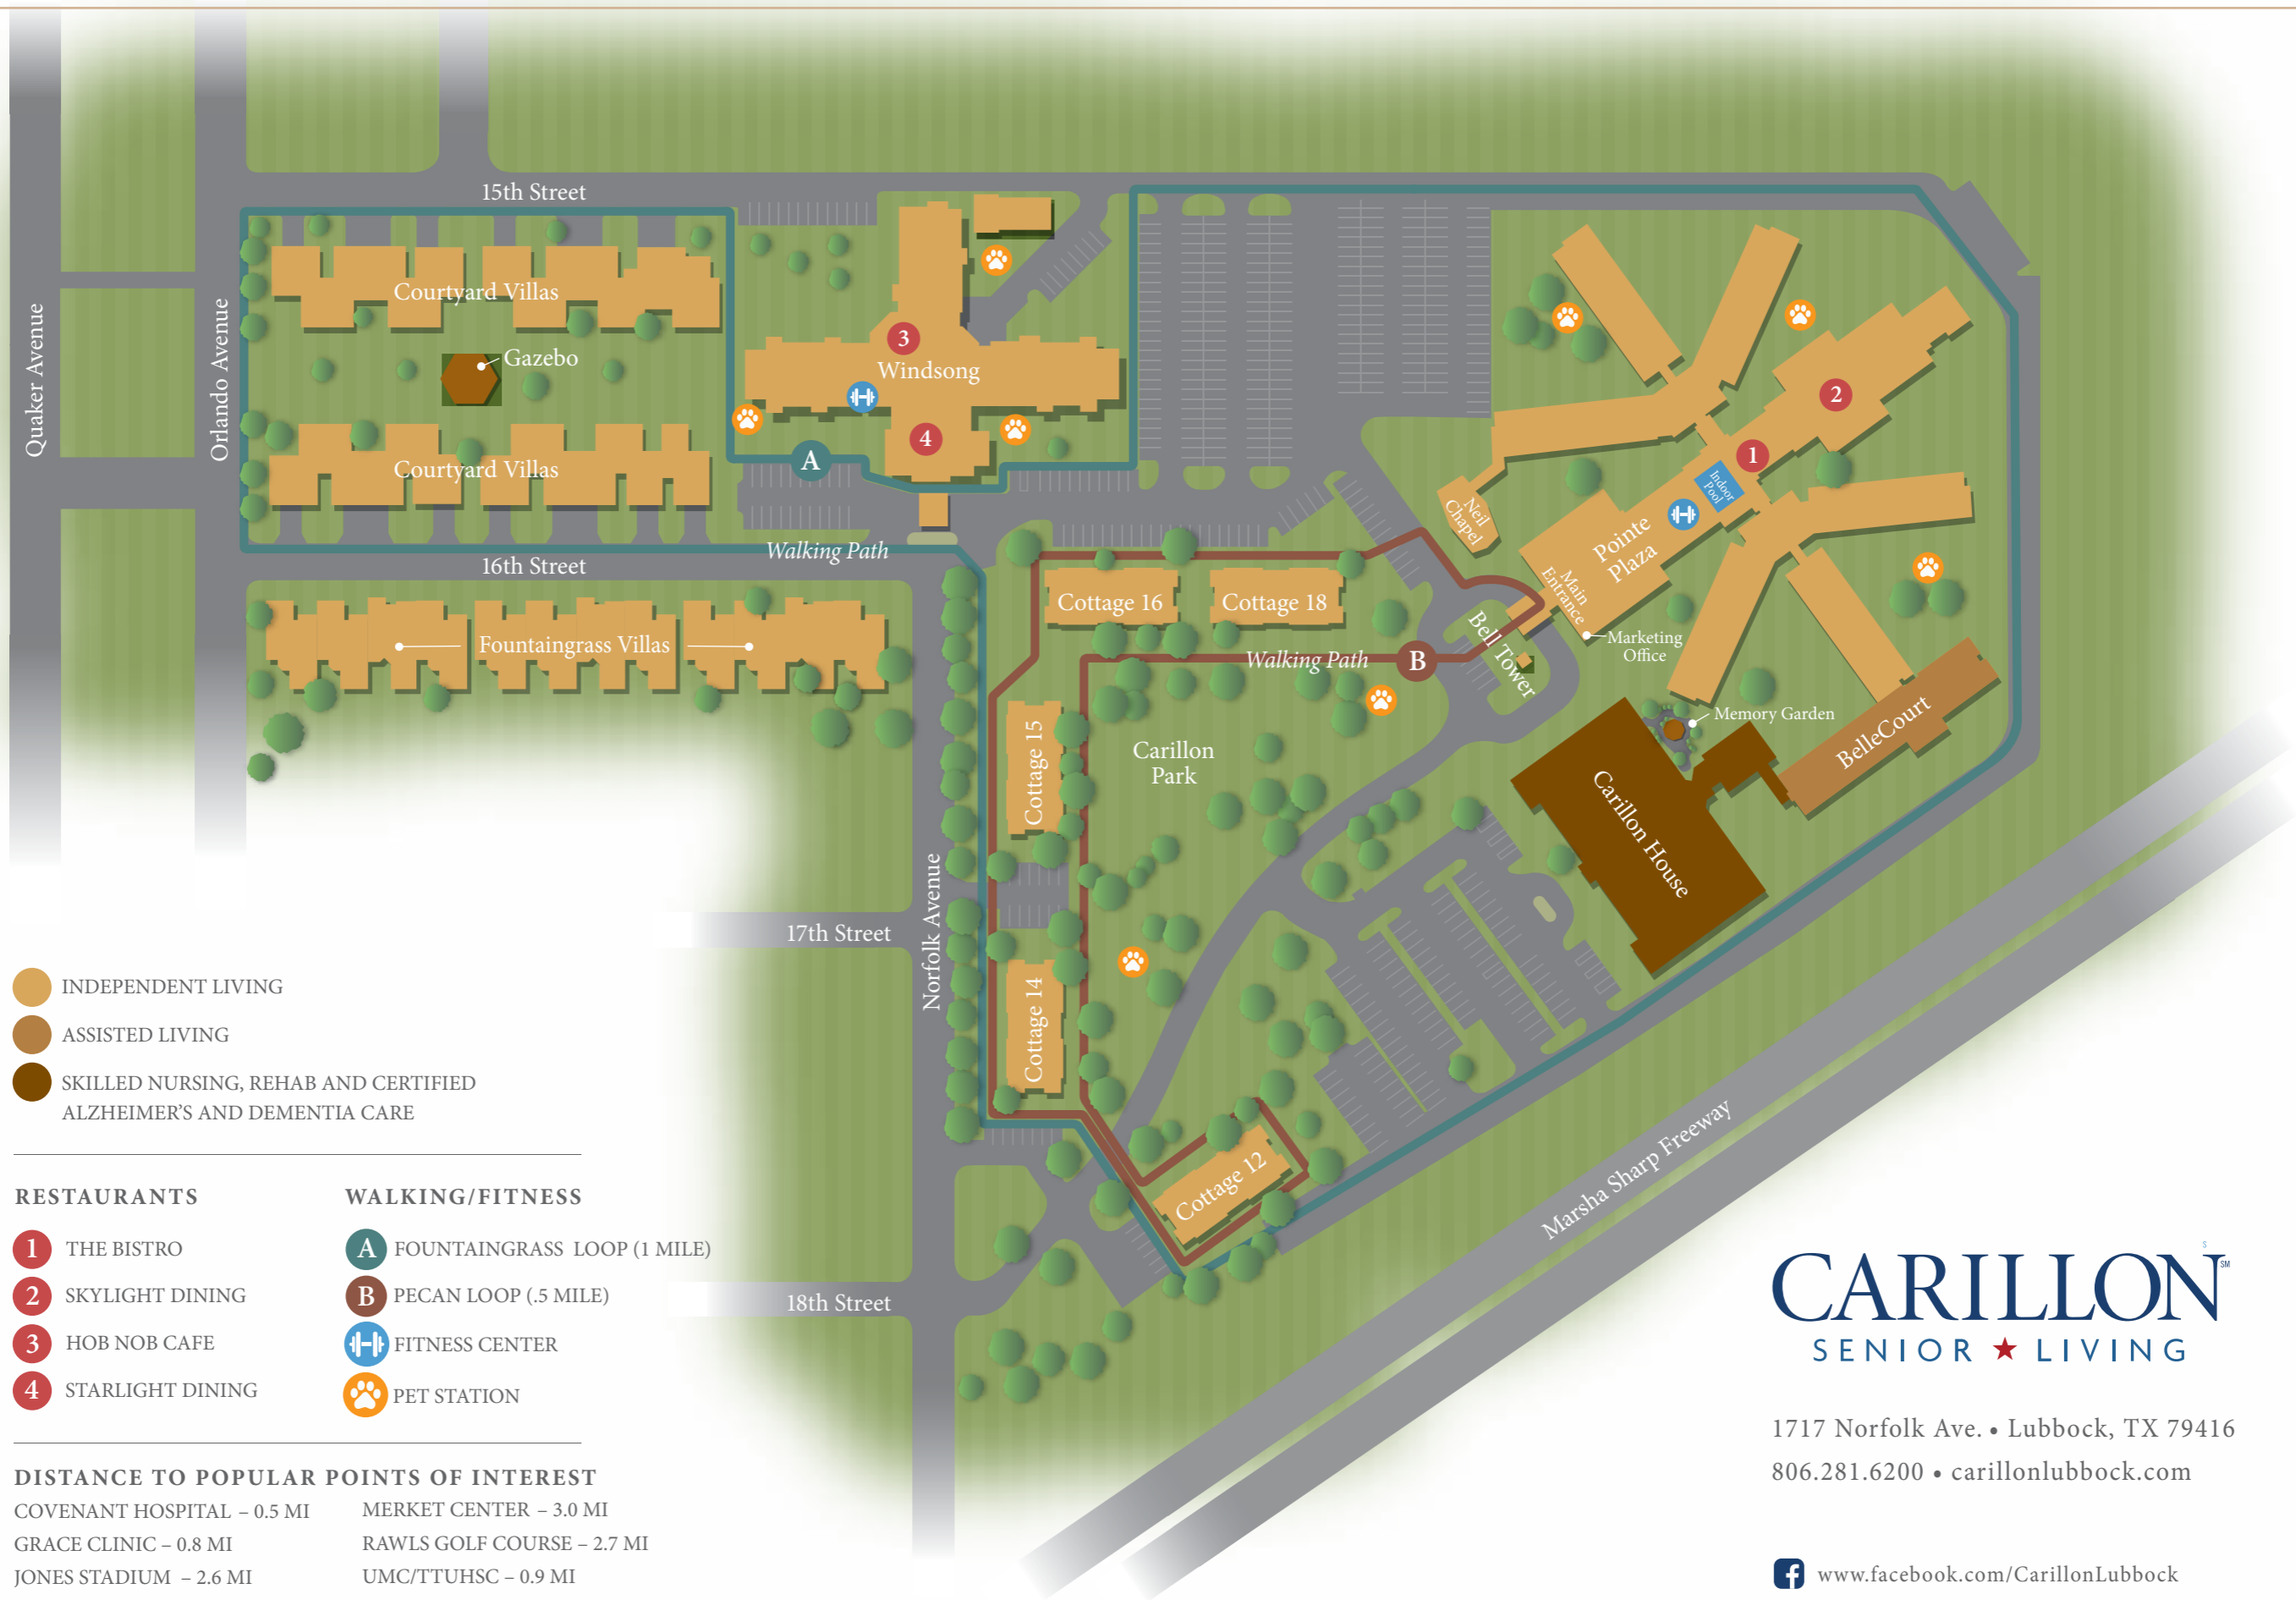 15th Street
Quaker Avenue
Orlando Avenue
Courtyard Villas
Gazebo
Courtyard Villas
3
Windsong
4
A
Walking Path
16th Street
Fountaingrass Villas
2
1
Indoor
Pool
Neil
Chapel
Pointe
Plaza
Main
Entrance
Marketing
Office
Bell Tower
Cottage 16
Cottage 18
Walking Path
B
Memory Garden
BelleCourt
Carillon House
Cottage 15
Carillon
Park
Norfolk Avenue
17th Street
Cottage 14
Cottage 12
18th Street
Marsha Sharp Freeway
INDEPENDENT LIVING
ASSISTED LIVING
SKILLED NURSING, REHAB AND CERTIFIED
ALZHEIMER'S AND DEMENTIA CARE
RESTAURANTS
1 THE BISTRO
2 SKYLIGHT DINING
3 HOB NOB CAFE
4 STARLIGHT DINING
WALKING/FITNESS
A FOUNTAINGRASS LOOP (1 MILE)
B PECAN LOOP (.5 MILE)
FITNESS CENTER
PET STATION
DISTANCE TO POPULAR POINTS OF INTEREST
COVENANT HOSPITAL – 0.5 MI
GRACE CLINIC – 0.8 MI
JONES STADIUM – 2.6 MI
MERKET CENTER – 3.0 MI
RAWLS GOLF COURSE – 2.7 MI
UMC/TTUHSC – 0.9 MI
S
CARILLON SM
SENIOR ★ LIVING
1717 Norfolk Ave. • Lubbock, TX 79416
806.281.6200 • carillonlubbock.com
www.facebook.com/CarillonLubbock